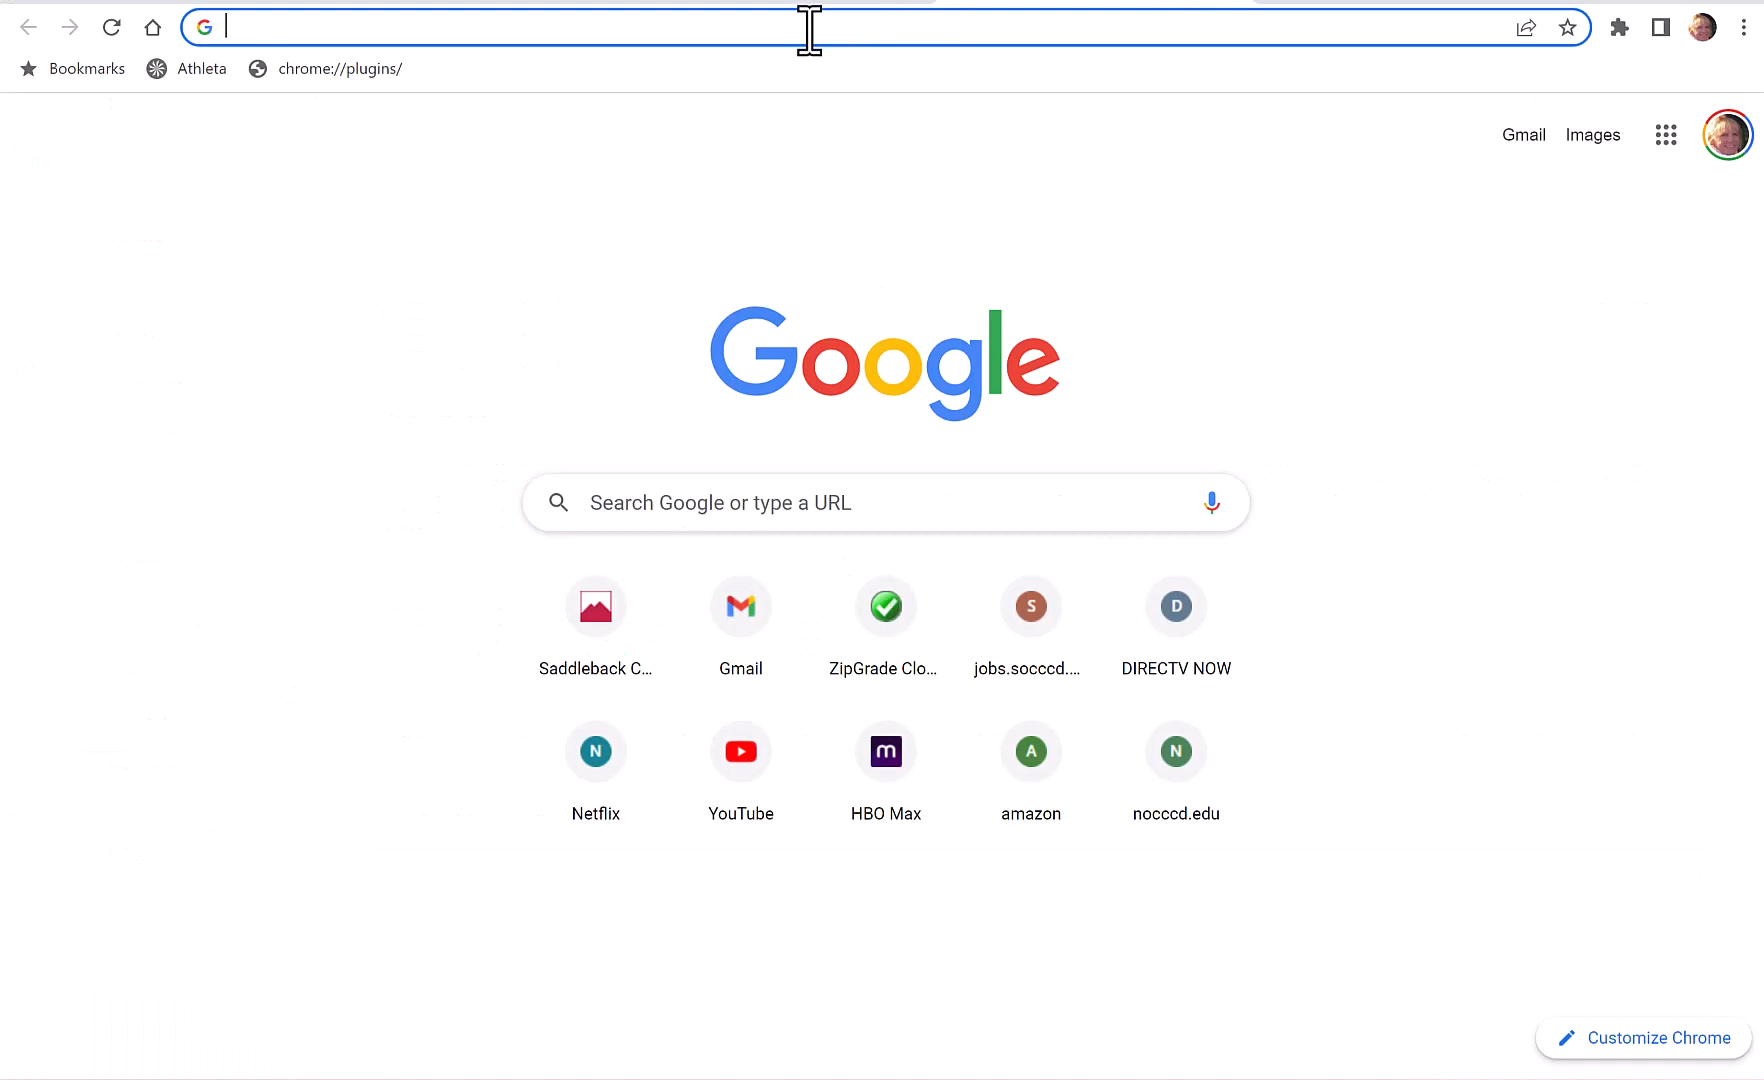 Bookmarks Athleta chrome://plugins/
Gmail Images
Google
Search Google or type a URL
Saddleback C... Gmail ZipGrade Clo... jobs.socccd.... DIRECTV NOW
Netflix YouTube HBO Max amazon nocccd.edu
Customize Chrome